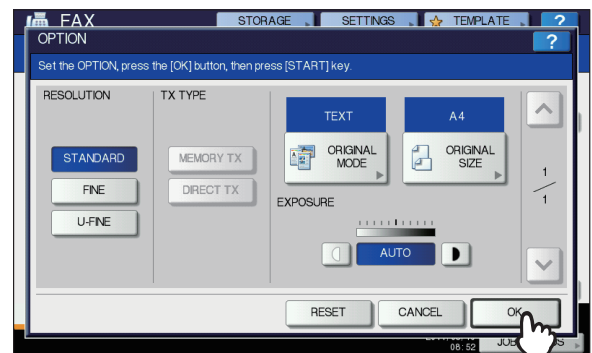 FAX
STORAGE
SETTINGS
TEMPLATE
?
OPTION
?
Set the OPTION, press the [OK] button, then press [START] key.
RESOLUTION
TX TYPE
TEXT
A4
STANDARD
MEMORY TX
ORIGINAL
MODE
ORIGINAL
SIZE
FINE
DIRECT TX
1
1
EXPOSURE
U-FINE
AUTO
RESET
CANCEL
OK
08:52